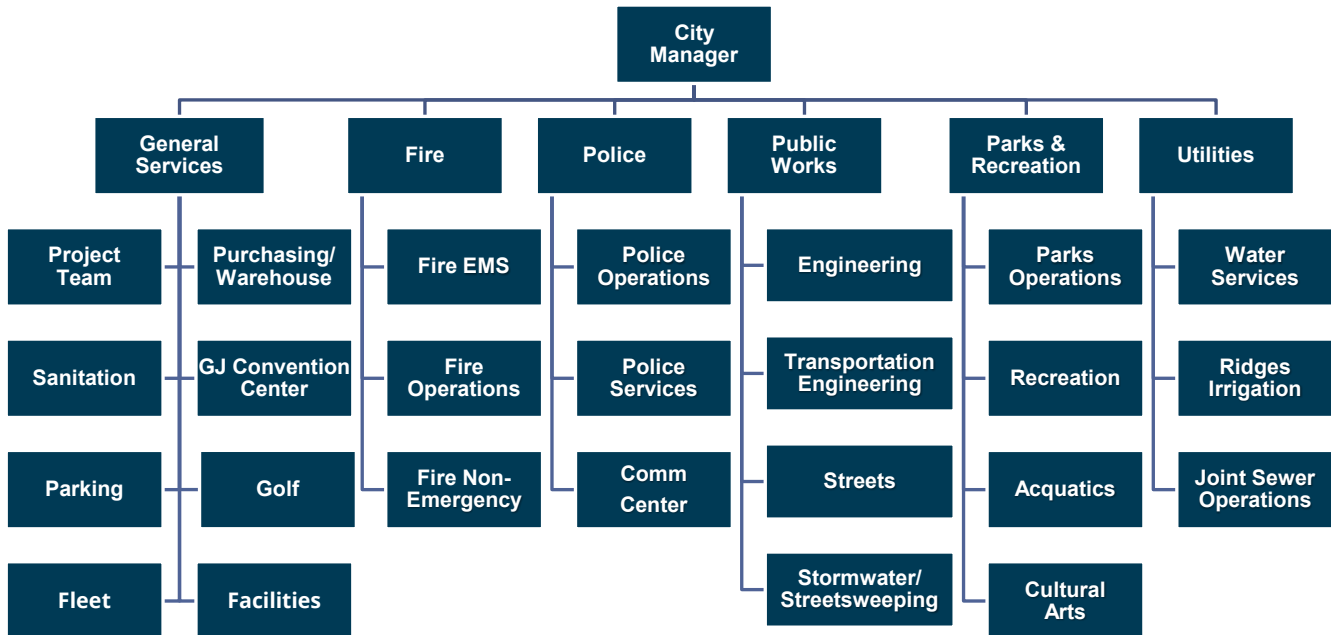 City
Manager
General
Services
Fire
Police
Public
Works
Parks &
Recreation
Utilities
Project
Team
Purchasing/
Warehouse
Fire EMS
Police
Operations
Engineering
Parks
Operations
Water
Services
Sanitation
GJ Convention
Center
Fire
Operations
Police
Services
Transportation
Engineering
Recreation
Ridges
Irrigation
Parking
Golf
Fire Non-
Emergency
Comm
Center
Streets
Acquatics
Joint Sewer
Operations
Fleet
Facilities
Stormwater/
Streetsweeping
Cultural
Arts